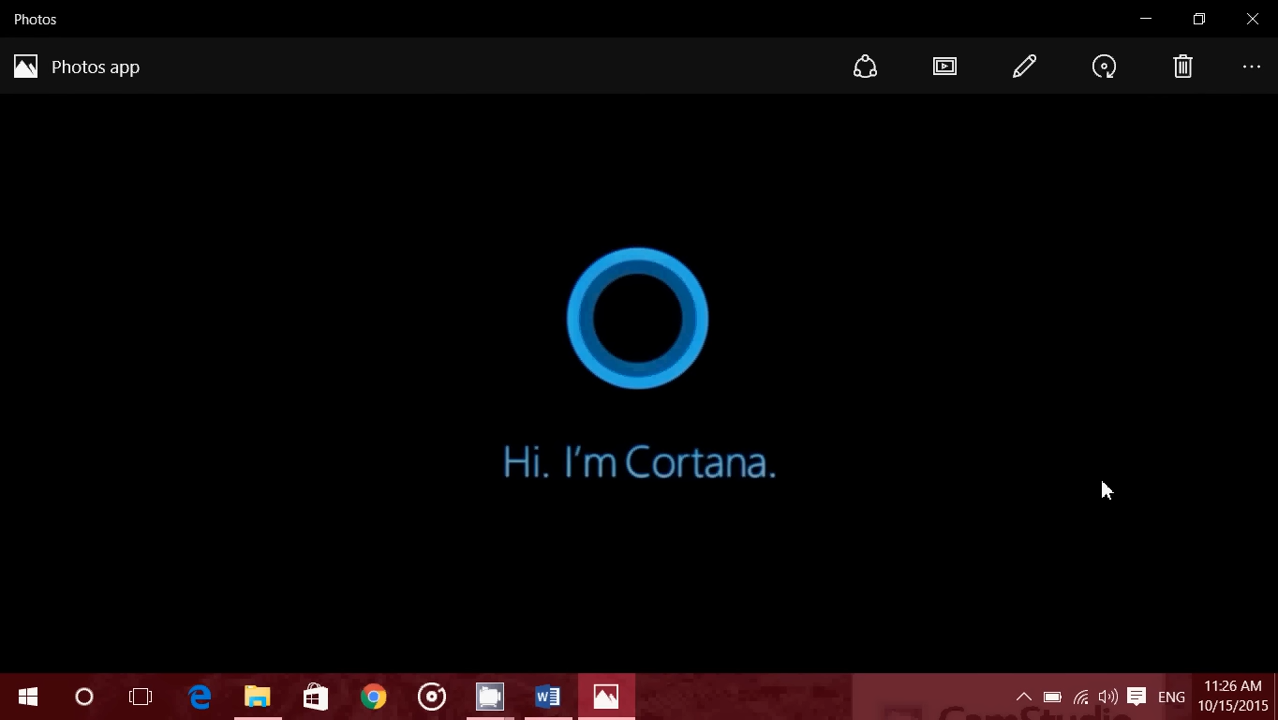 Photos
Photos app
Hi. I'm Cortana.
ENG
11:26 AM
10/15/2015